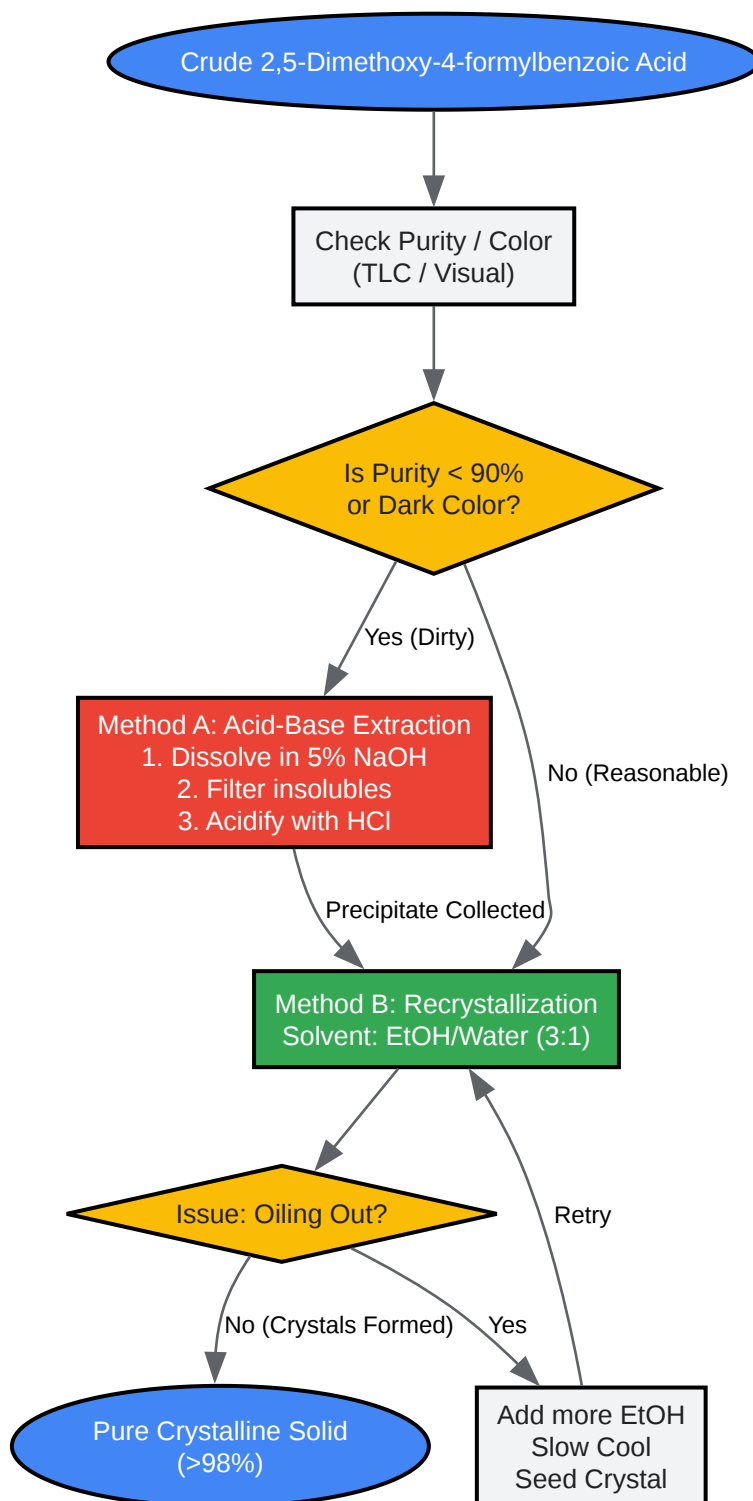 Crude 2,5-Dimethoxy-4-formylbenzoic Acid
Check Purity / Color
(TLC / Visual)
Is Purity < 90%
or Dark Color?
Yes (Dirty)
Method A: Acid-Base Extraction
1. Dissolve in 5% NaOH
2. Filter insolubles
3. Acidify with HCl
No (Reasonable)
Precipitate Collected
Method B: Recrystallization
Solvent: EtOH/Water (3:1)
Issue: Oiling Out?
Retry
No (Crystals Formed)
Yes
Pure Crystalline Solid
(>98%)
Add more EtOH
Slow Cool
Seed Crystal